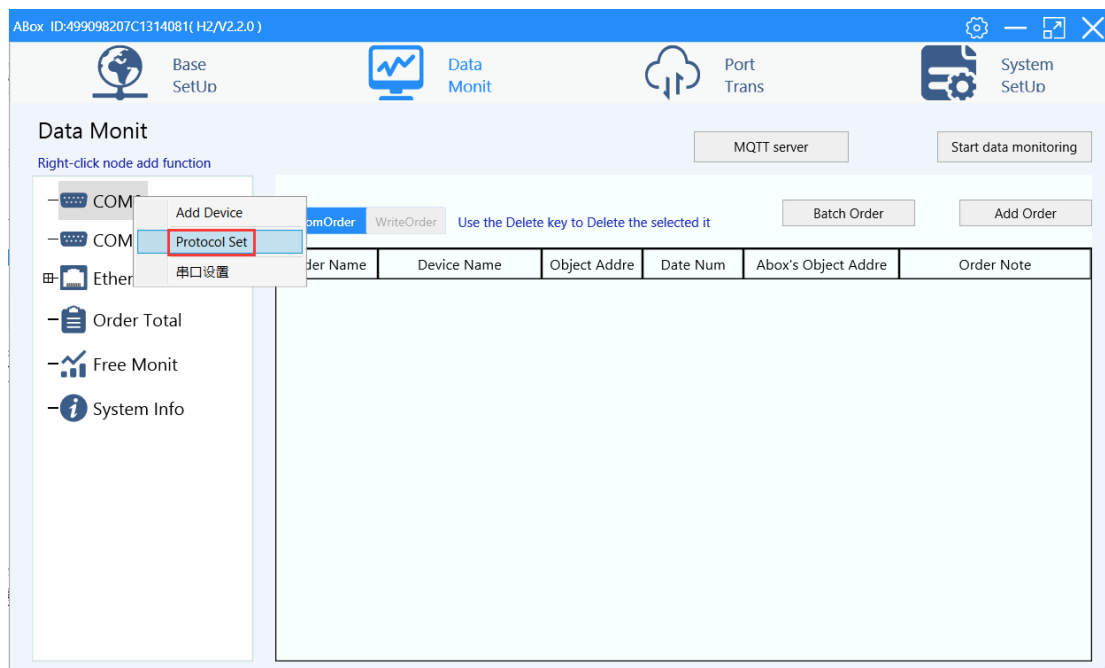 ABox ID:499098207C1314081( H2/V2.2.0 )
Base
SetUp
Data
Monit
Port
Trans
System
SetUp
Data Monit
MQTT server
Start data monitoring
Right-click node add function
COM
Add Device
Protocol Set
串口设置
COM
Ether
Order Total
Free Monit
System Info
omOrder
WriteOrder
Use the Delete key to Delete the selected it
Batch Order
Add Order
der Name
Device Name
Object Addre
Date Num
Abox's Object Addre
Order Note